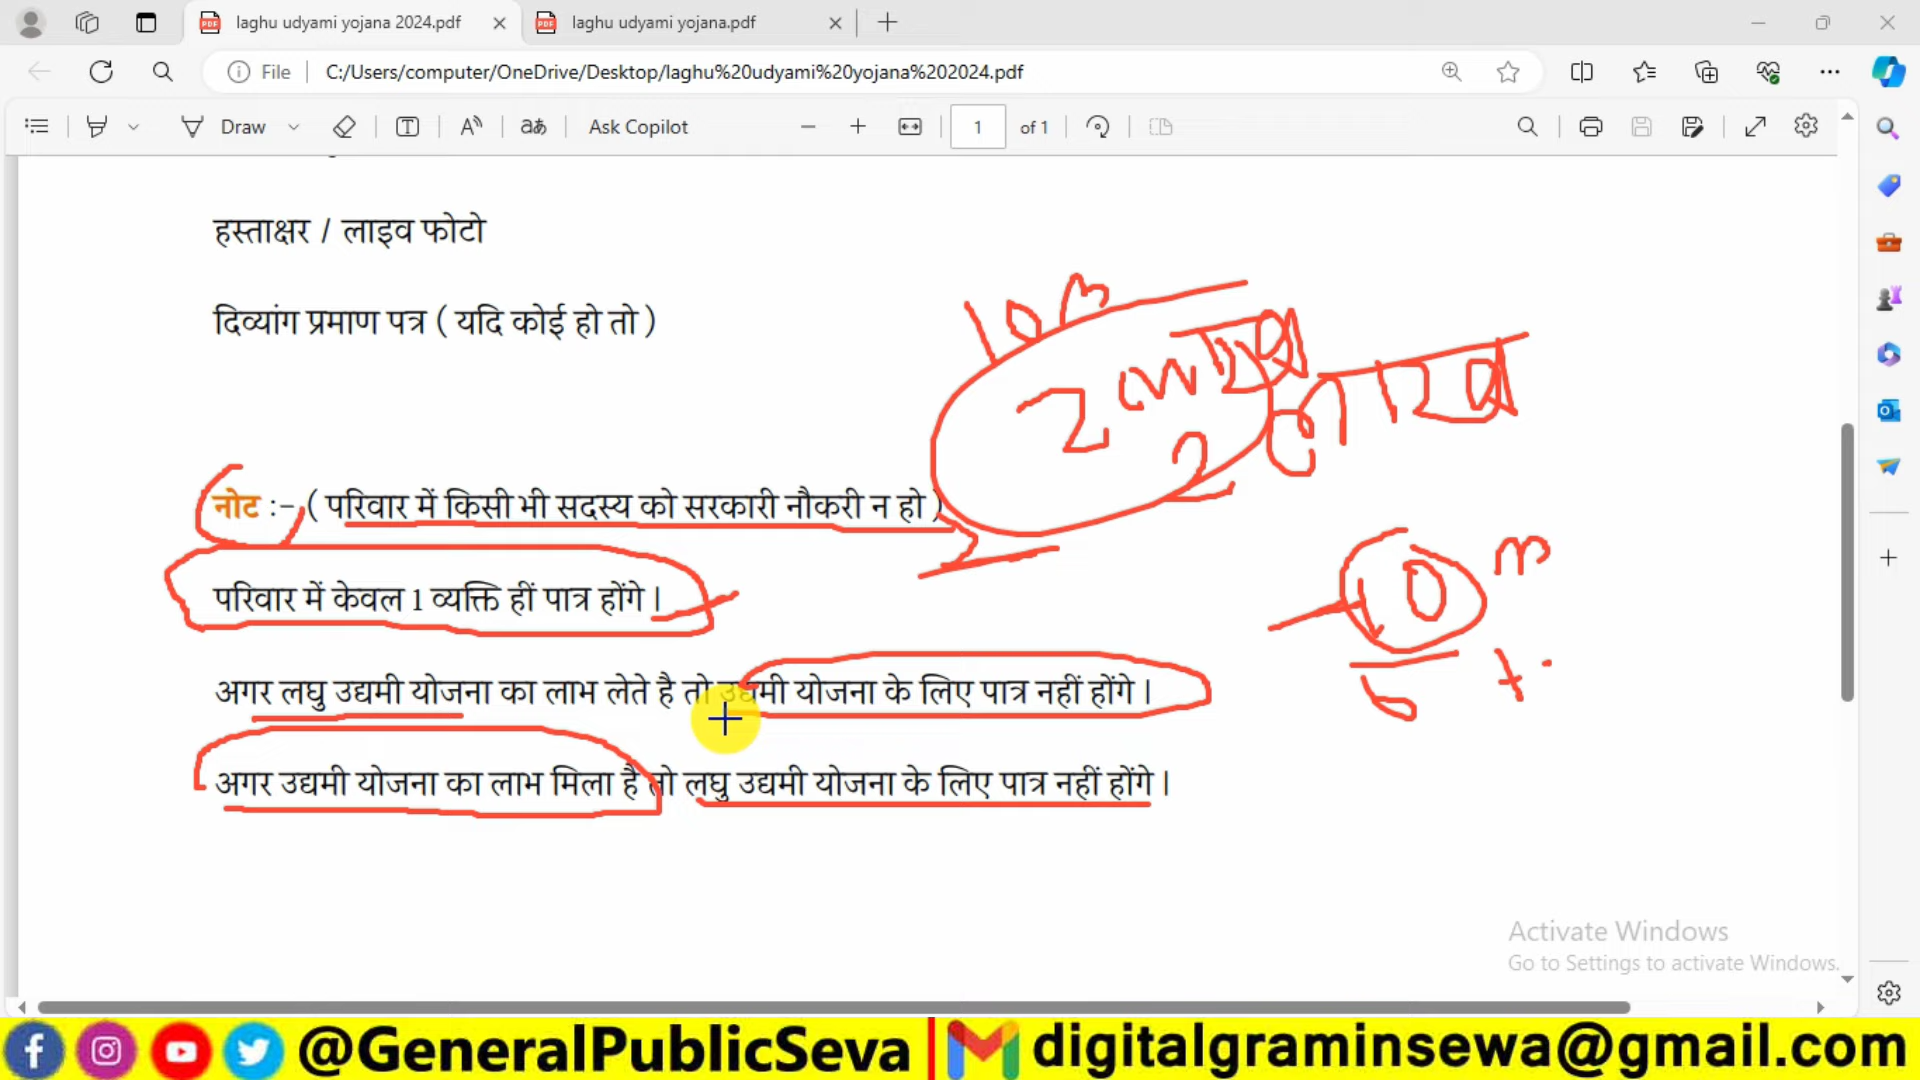 laghu udyami yojana 2024.pdf
laghu udyami yojana.pdf
File
C:/Users/computer/OneDrive/Desktop/laghu%20udyami%20yojana%202024.pdf
Draw
Ask Copilot
1 of 1
हस्ताक्षर / लाइव फोटो
दिव्यांग प्रमाण पत्र ( यदि कोई हो तो )
10
2
2
नोट :- ( परिवार में किसी भी सदस्य को सरकारी नौकरी न हो )
परिवार में केवल 1 व्यक्ति हीं पात्र होंगे |
अगर लघु उद्यमी योजना का लाभ लेते है तो उद्यमी योजना के लिए पात्र नहीं होंगे |
अगर उद्यमी योजना का लाभ मिला है तो लघु उद्यमी योजना के लिए पात्र नहीं होंगे |
Activate Windows
Go to Settings to activate Windows.
@GeneralPublicSeva
digitalgraminsewa@gmail.com